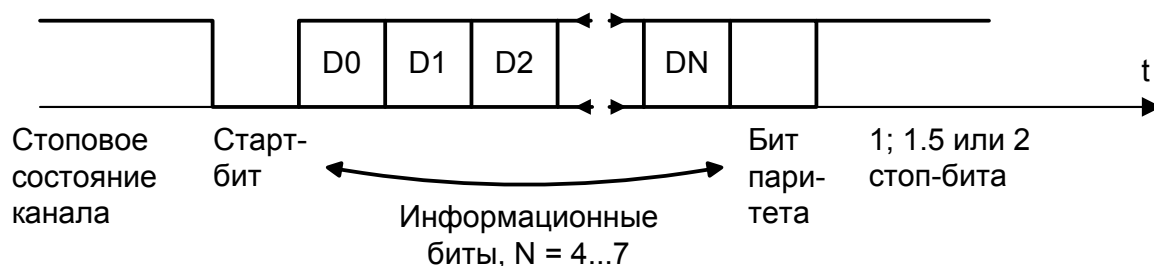 D0 D1 D2 DN
t
Стоповое
состояние
канала
Старт-
бит
Информационные
биты, N = 4...7
Бит
пари-
тета
1; 1.5 или 2
стоп-бита